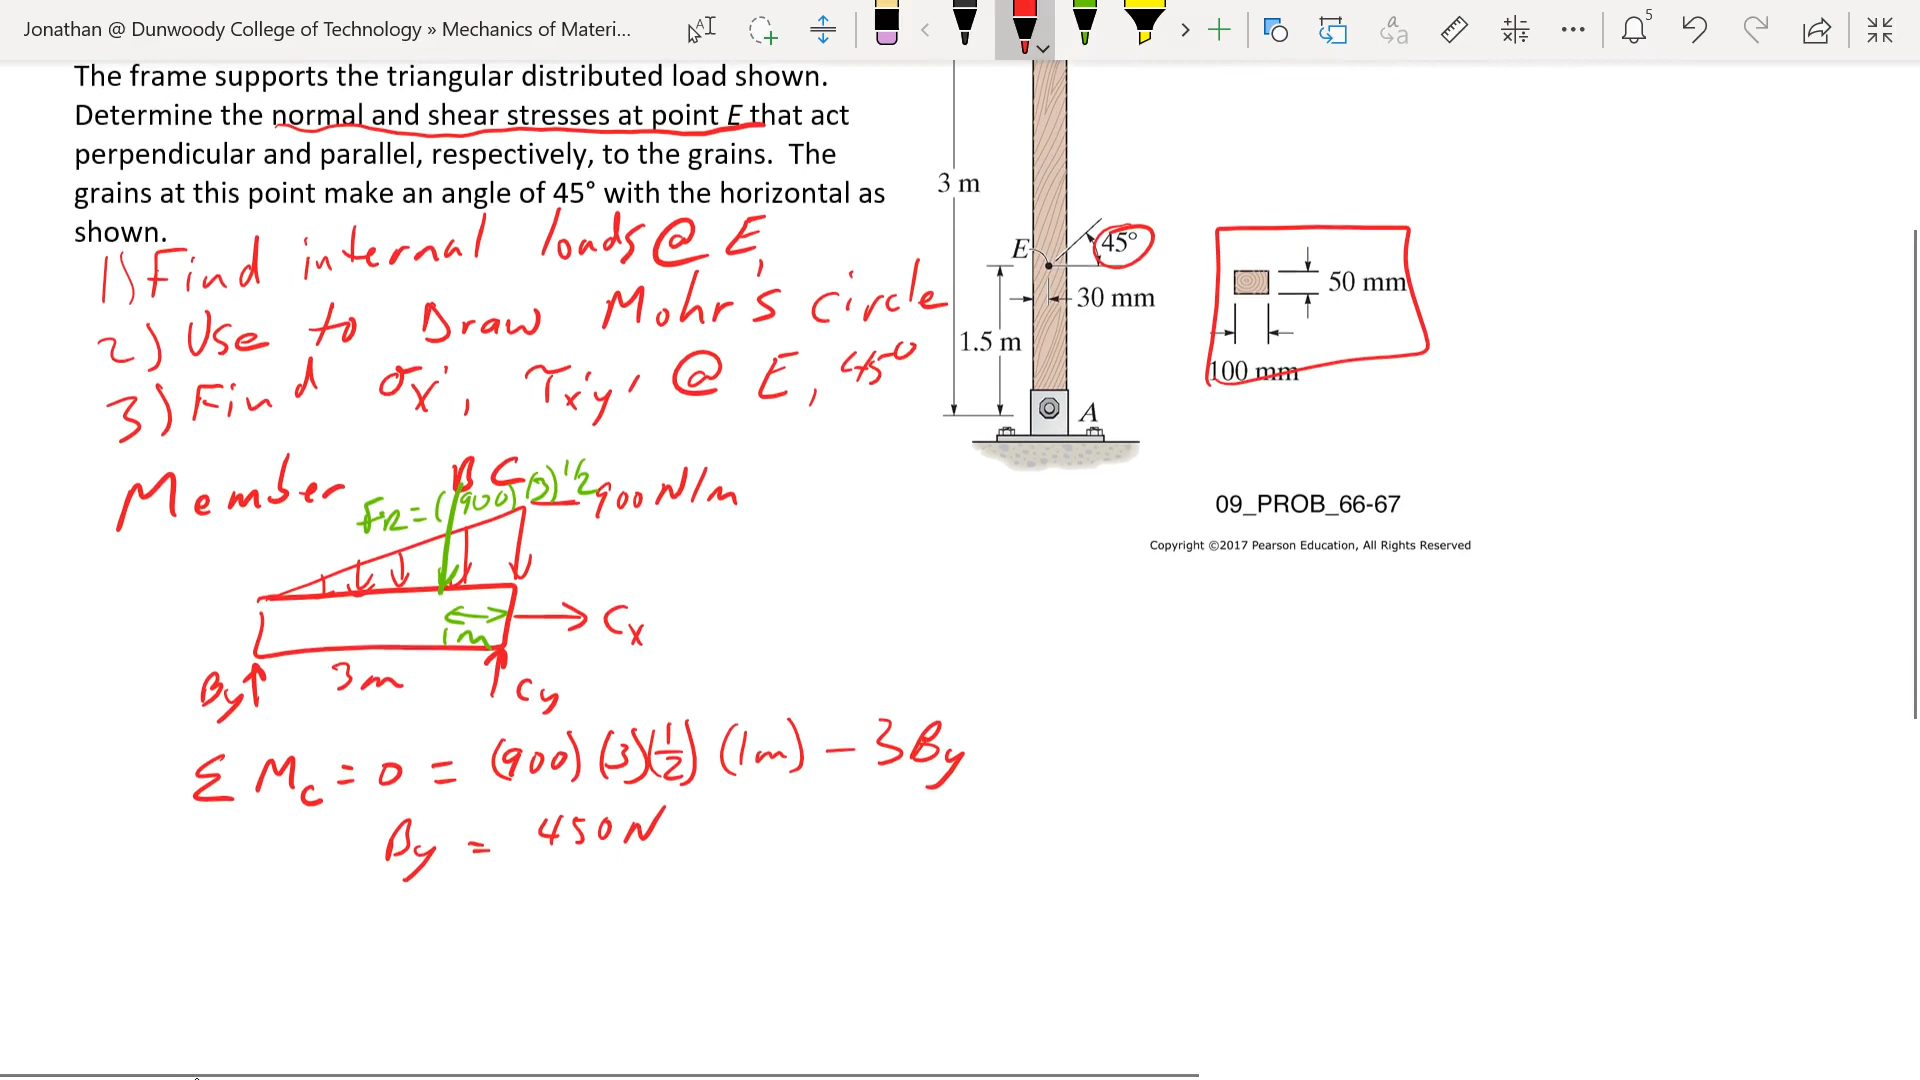 Jonathan @ Dunwoody College of Technology » Mechanics of Materi...
5
The frame supports the triangular distributed load shown.
Determine the normal and shear stresses at point E that act
perpendicular and parallel, respectively, to the grains. The
grains at this point make an angle of 45° with the horizontal as
shown.
1) Find internal loads @ E,
2) Use to Draw Mohr's circle
3) Find σx', τx'y' @ E, 45°
3 m
E
45°
30 mm
1.5 m
A
50 mm
100 mm
09_PROB_66-67
Copyright ©2017 Pearson Education, All Rights Reserved
Member BC
FR=(900)(3)1/2
900 N/m
1m
Cx
By
3m
Cy
Σ Mc = 0 = (900)(3)(1/2)(1m) - 3By
By = 450N